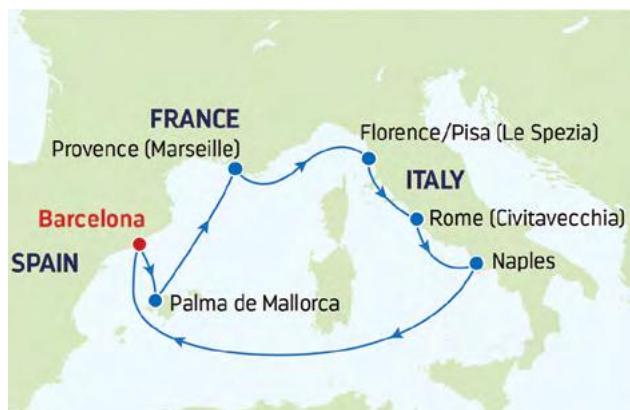 FRANCE
Provence (Marseille)
Florence/Pisa (Le Spezia)
ITALY
Barcelona
Rome (Civitavecchia)
SPAIN
Naples
Palma de Mallorca